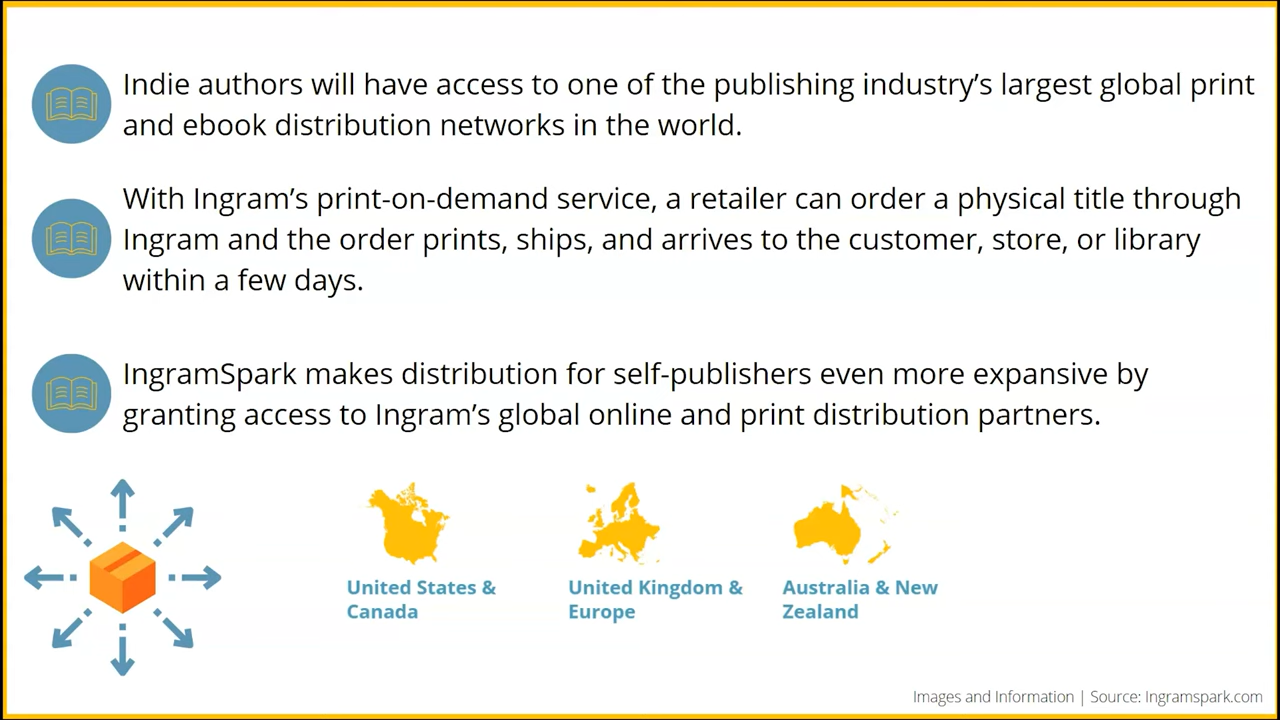 Indie authors will have access to one of the publishing industry’s largest global print
and ebook distribution networks in the world.
With Ingram’s print-on-demand service, a retailer can order a physical title through
Ingram and the order prints, ships, and arrives to the customer, store, or library
within a few days.
IngramSpark makes distribution for self-publishers even more expansive by
granting access to Ingram’s global online and print distribution partners.
United States &
Canada
United Kingdom &
Europe
Australia & New
Zealand
Images and Information | Source: Ingramspark.com